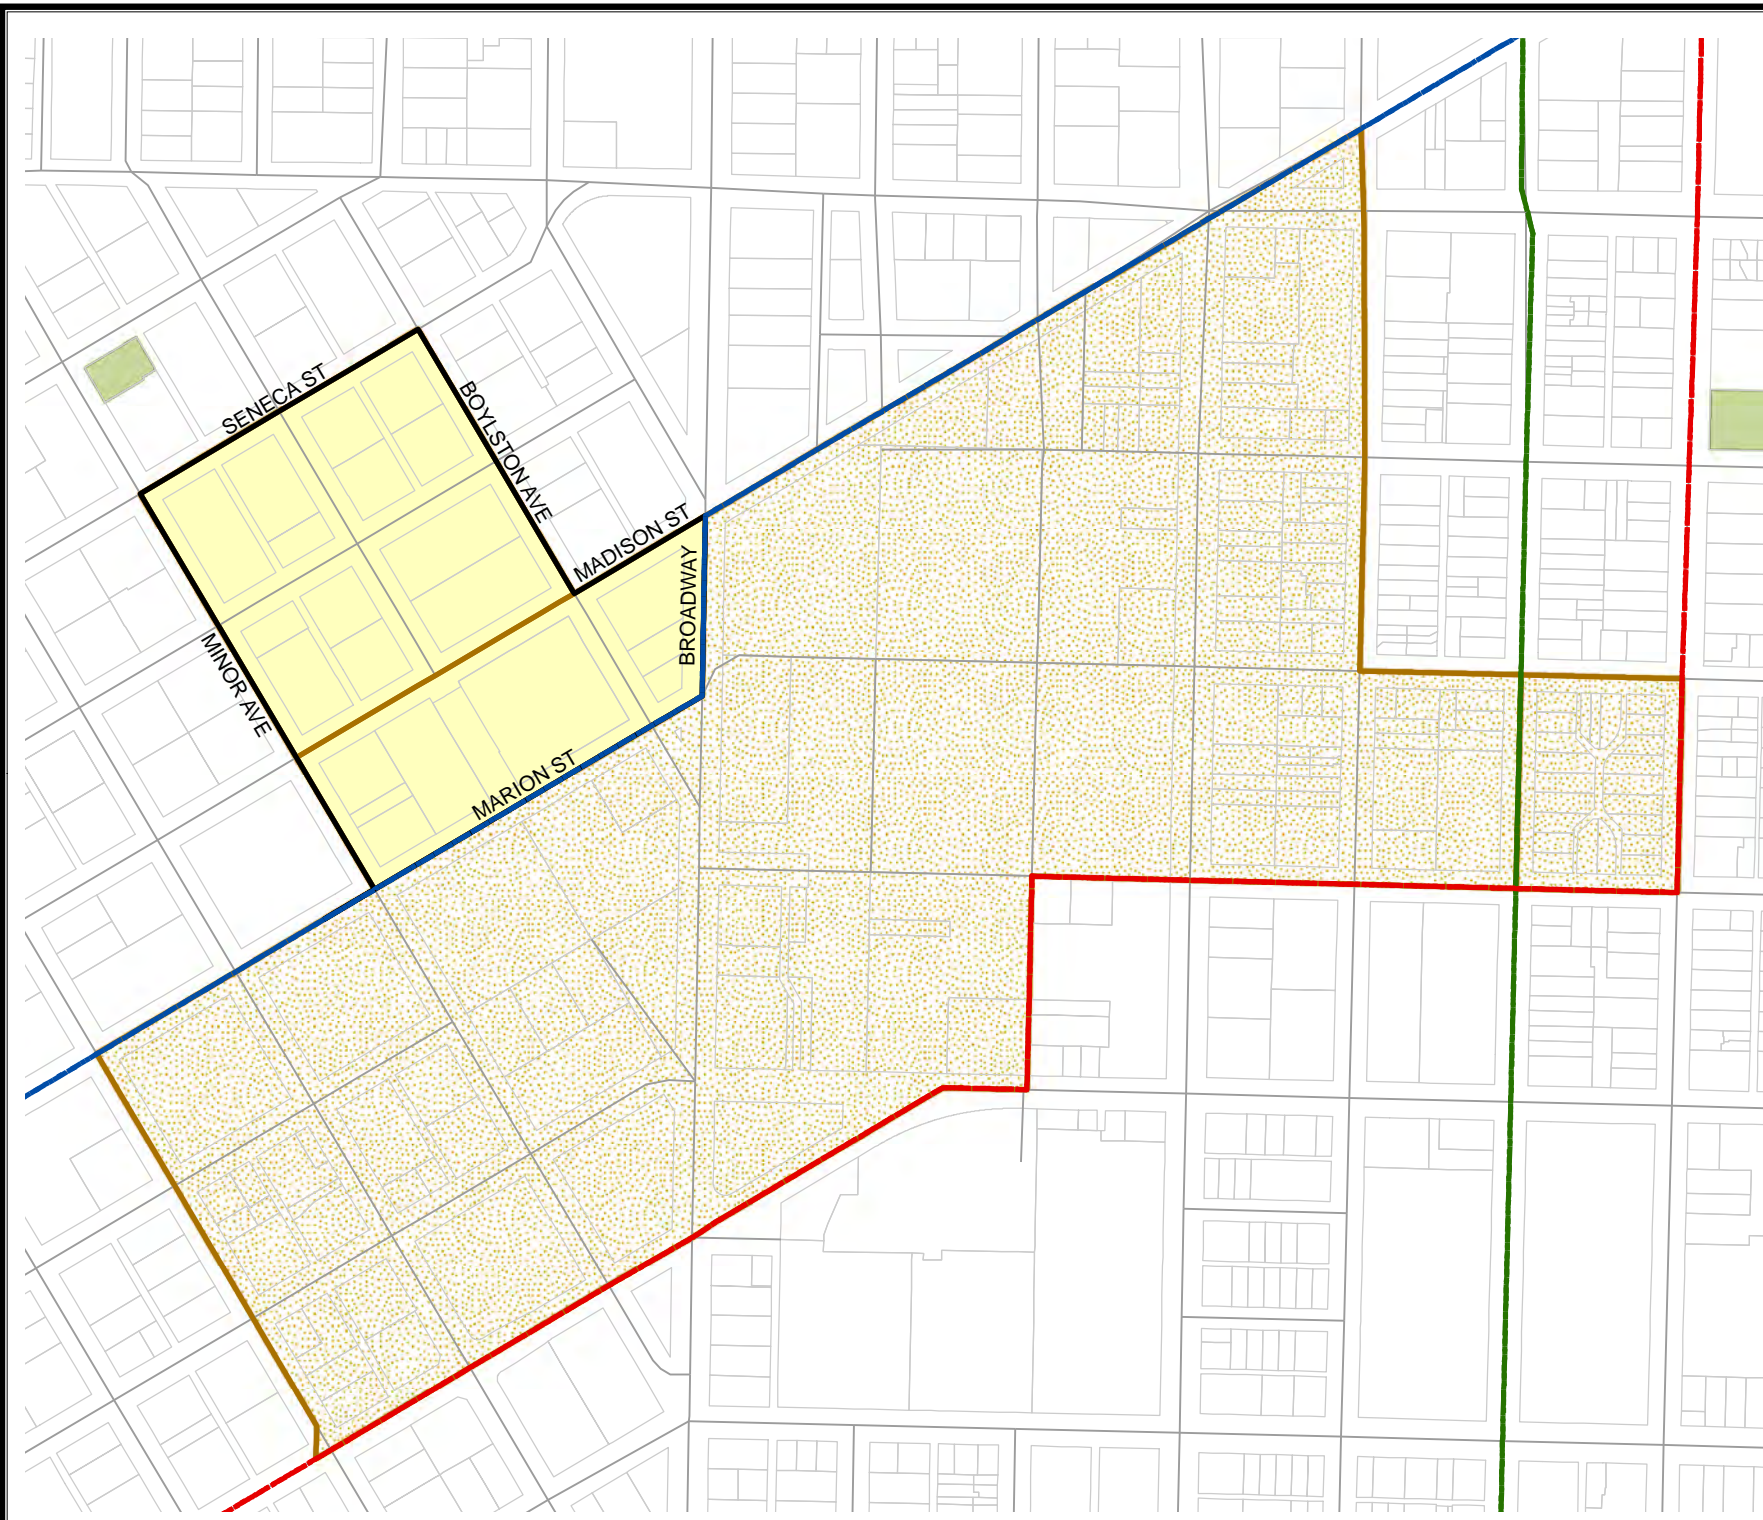 SENECA ST
BOYLSTON AVE
MADISON ST
BROADWAY
MINOR AVE
MARION ST